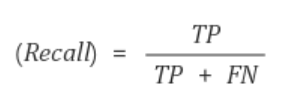 (Recall) = TP / TP + FN